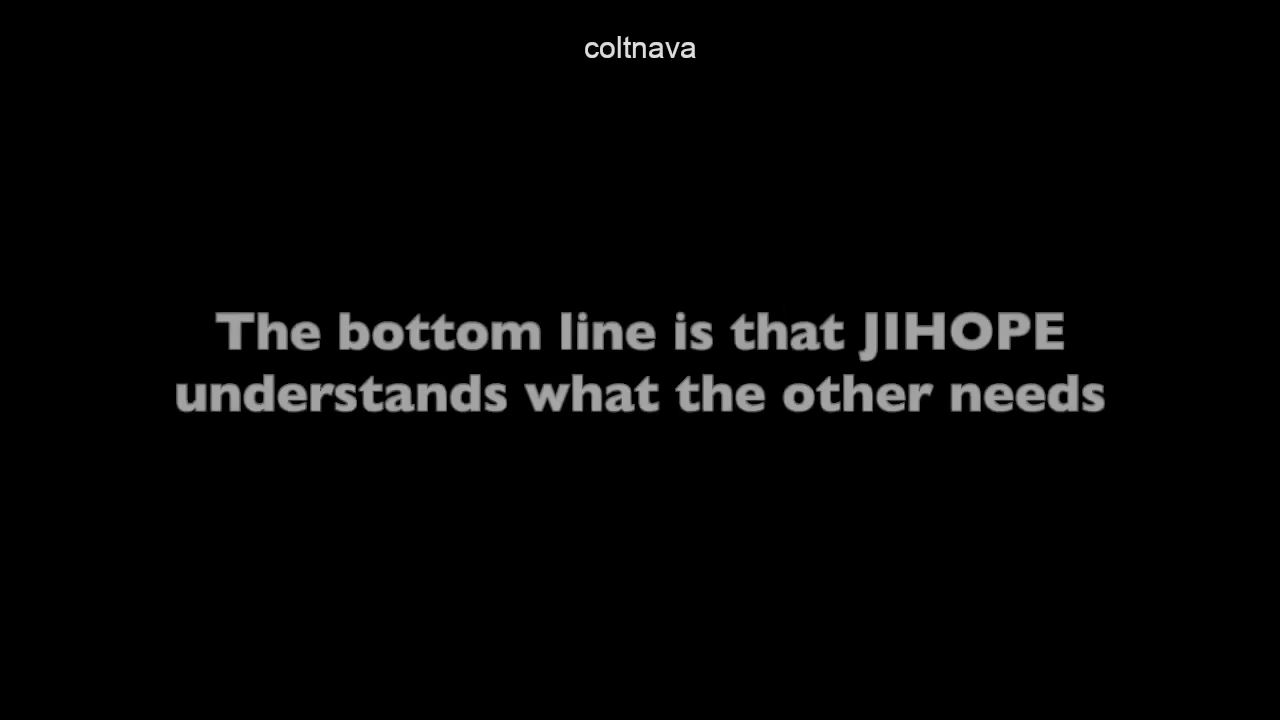 coltnava
The bottom line is that JIHOPE
understands what the other needs